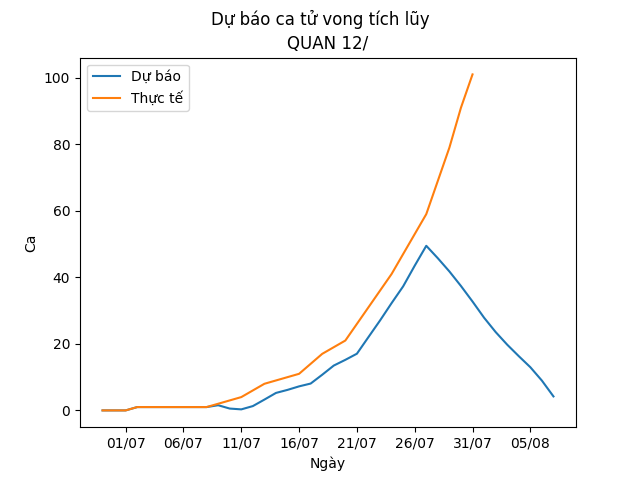 Dự báo ca tử vong tích lũy
QUAN 12/
Dự báo
Thực tế
100
80
60
40
20
0
Ca
01/07 06/07 11/07 16/07 21/07 26/07 31/07 05/08
Ngày